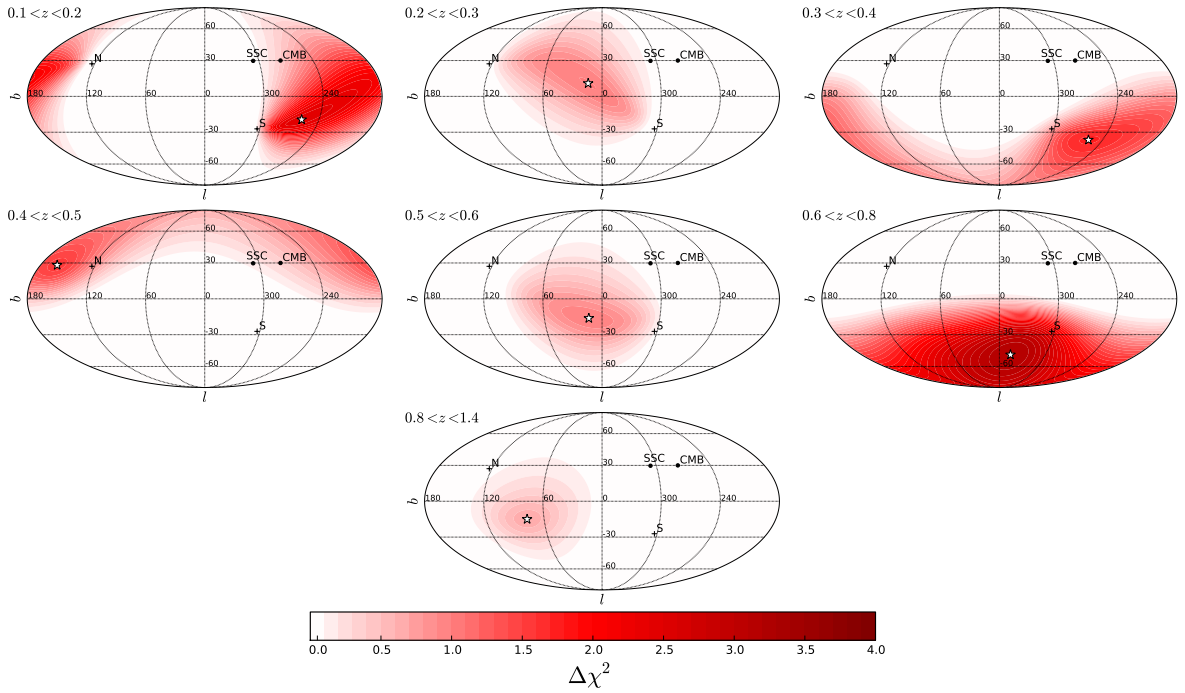 0.1 < z < 0.2
60
N
SSC
CMB
30
b
180
120
60
0
300
240
S
-30
-60
l
0.2 < z < 0.3
60
N
SSC
CMB
30
b
180
120
60
0
300
240
S
-30
-60
l
0.3 < z < 0.4
60
N
SSC
CMB
30
b
180
120
60
0
300
240
S
-30
-60
l
0.4 < z < 0.5
60
N
SSC
CMB
30
b
180
120
60
0
300
240
S
-30
-60
l
0.5 < z < 0.6
60
N
SSC
CMB
30
b
180
120
60
0
300
240
S
-30
-60
l
0.6 < z < 0.8
60
N
SSC
CMB
30
b
180
120
60
0
300
240
S
-30
-60
l
0.8 < z < 1.4
60
N
SSC
CMB
30
b
180
120
60
0
300
240
S
-30
-60
l
0.0 0.5 1.0 1.5 2.0 2.5 3.0 3.5 4.0
Δχ²